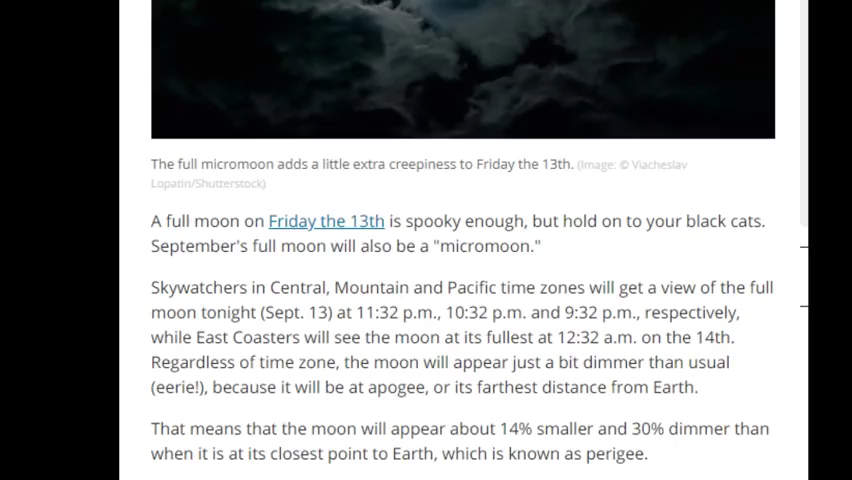 The full micromoon adds a little extra creepiness to Friday the 13th. (Image: © Viacheslav
Lopatin/Shutterstock)
A full moon on Friday the 13th is spooky enough, but hold on to your black cats.
September's full moon will also be a "micromoon."
Skywatchers in Central, Mountain and Pacific time zones will get a view of the full
moon tonight (Sept. 13) at 11:32 p.m., 10:32 p.m. and 9:32 p.m., respectively,
while East Coasters will see the moon at its fullest at 12:32 a.m. on the 14th.
Regardless of time zone, the moon will appear just a bit dimmer than usual
(eerie!), because it will be at apogee, or its farthest distance from Earth.
That means that the moon will appear about 14% smaller and 30% dimmer than
when it is at its closest point to Earth, which is known as perigee.